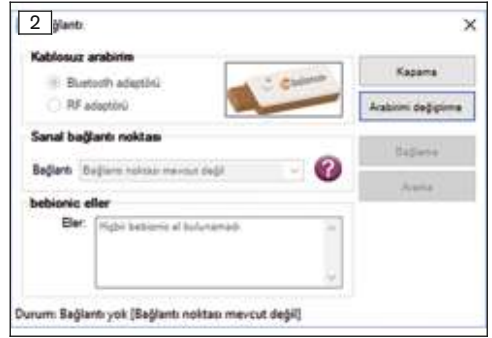 2
Bağlantı
Kablosuz arabirim
Bluetooth adaptörü
RF adaptörü
Kapama
Arabirimi değiştirme
Sanal bağlantı noktası
Bağlantı Bağlantı noktası mevcut değil
?
Bağlama
Arama
bebionic eller
Eller: Hiçbir bebionic el bulunamadı
Durum: Bağlantı yok [Bağlantı noktası mevcut değil]